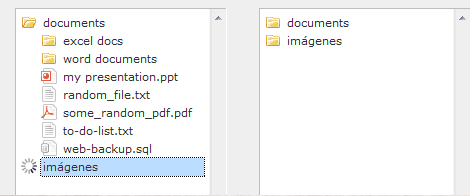 documents
excel docs
word documents
my presentation.ppt
random_file.txt
some_random_pdf.pdf
to-do-list.txt
web-backup.sql
imágenes
documents
imágenes